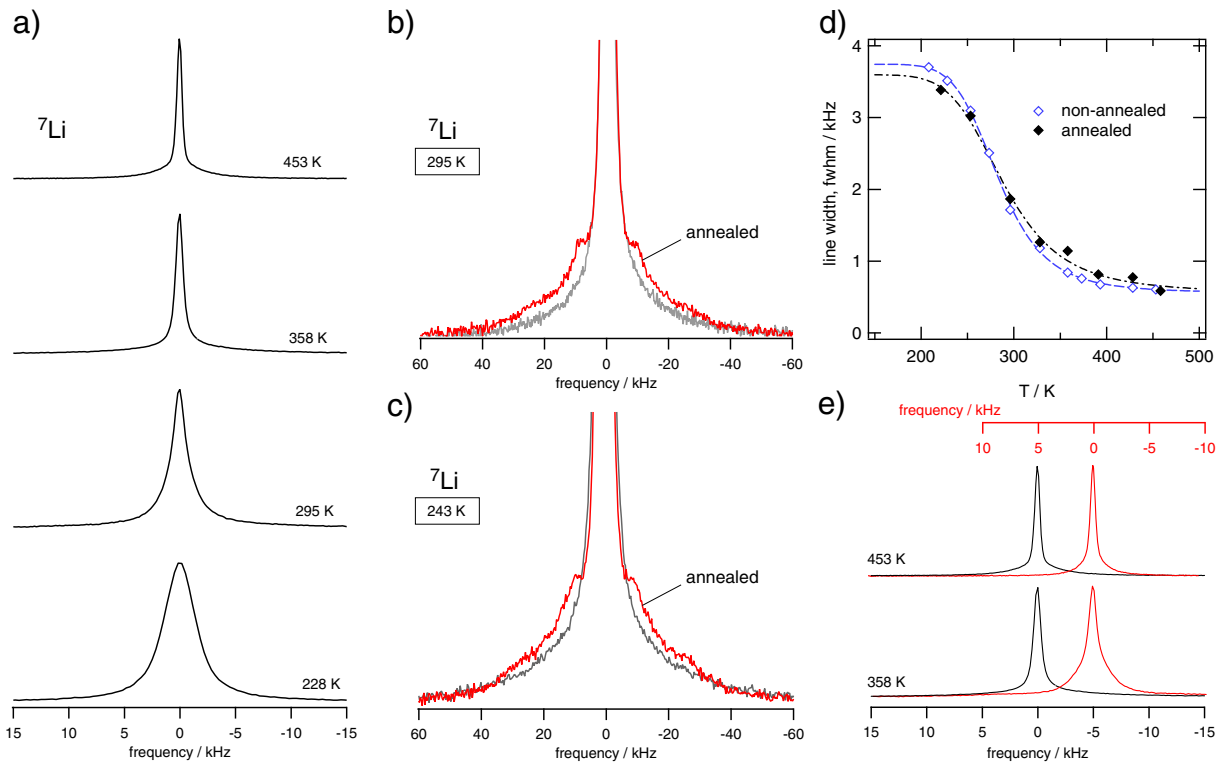 a)
⁷Li
453 K
358 K
295 K
228 K
15 10 5 0 -5 -10 -15
frequency / kHz
b)
⁷Li
295 K
annealed
60 40 20 0 -20 -40 -60
frequency / kHz
c)
⁷Li
243 K
annealed
60 40 20 0 -20 -40 -60
frequency / kHz
d)
4
3
2
1
0
line width, fwhm / kHz
non-annealed
annealed
200 300 400 500
T / K
e)
frequency / kHz
10 5 0 -5 -10
453 K
358 K
15 10 5 0 -5 -10 -15
frequency / kHz